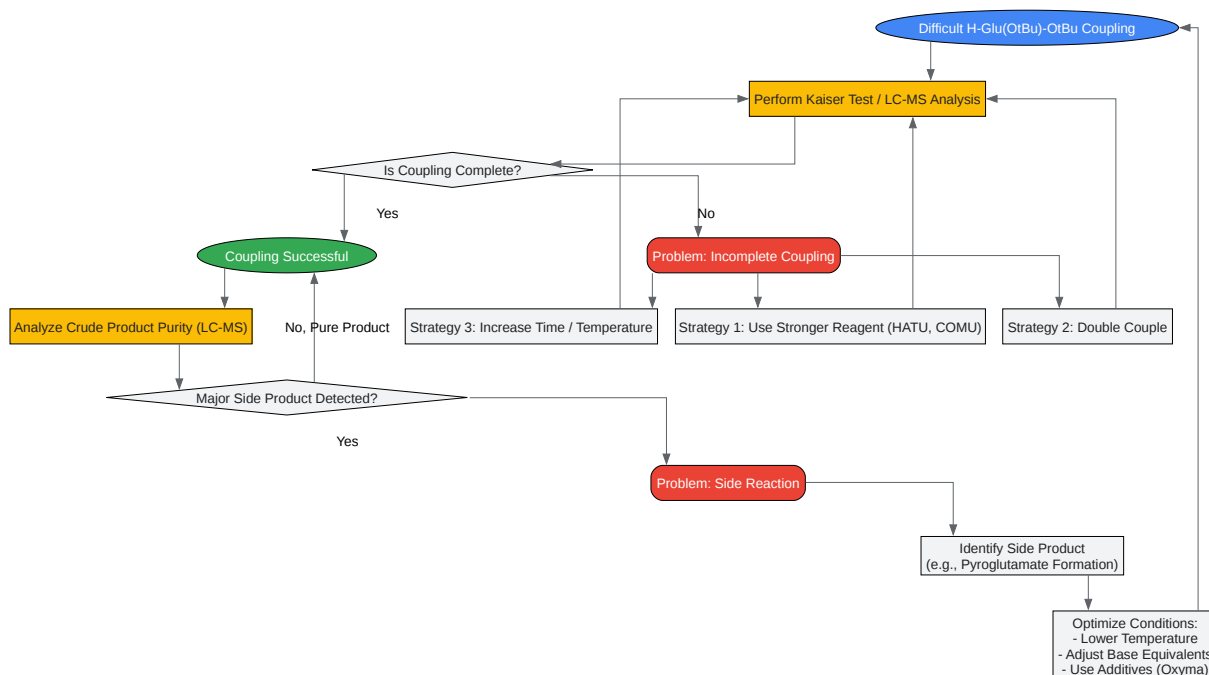 Difficult H-Glu(OtBu)-OtBu Coupling
Perform Kaiser Test / LC-MS Analysis
Is Coupling Complete?
Yes
No
Coupling Successful
Problem: Incomplete Coupling
Analyze Crude Product Purity (LC-MS)
No, Pure Product
Strategy 3: Increase Time / Temperature
Strategy 1: Use Stronger Reagent (HATU, COMU)
Strategy 2: Double Couple
Major Side Product Detected?
Yes
Problem: Side Reaction
Identify Side Product
(e.g., Pyroglutamate Formation)
Optimize Conditions:
- Lower Temperature
- Adjust Base Equivalents
- Use Additives (Oxyma)